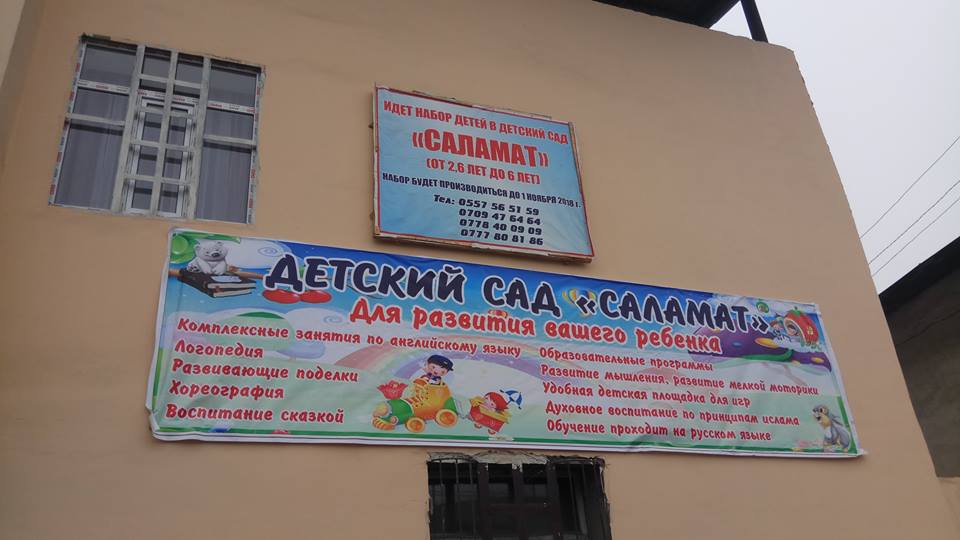 ИДЕТ НАБОР ДЕТЕЙ В ДЕТСКИЙ САД
«САЛАМАТ»
(ОТ 2,6 ЛЕТ ДО 6 ЛЕТ)
НАБОР БУДЕТ ПРОИЗВОДИТЬСЯ ДО 1 НОЯБРЯ 2018 г.
Тел: 0557 56 51 59
0709 47 64 64
0778 40 09 09
0777 80 81 86
ДЕТСКИЙ САД «САЛАМАТ»
Для развития вашего ребенка
Комплексные занятия по английскому языку
Логопедия
Развивающие поделки
Хореография
Воспитание сказкой
Образовательные программы
Развитие мышления, развитие мелкой моторики
Удобная детская площадка для игр
Духовное воспитание по принципам ислама
Обучение проходит на русском языке